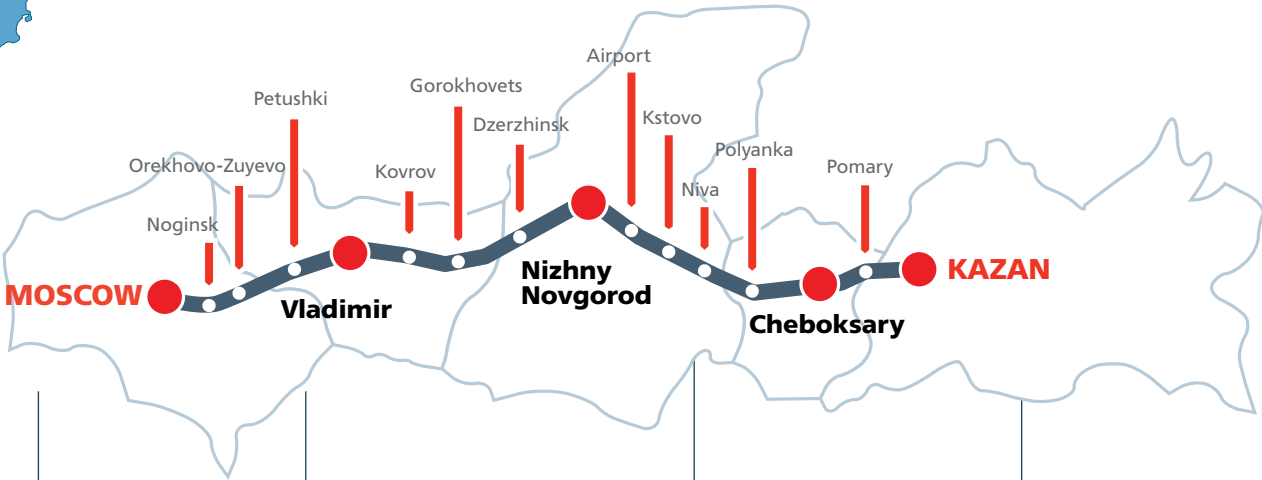 Airport
Gorokhovets
Petushki
Kstovo
Dzerzhinsk
Polyanka
Orekhovo-Zuyevo
Kovrov
Pomary
Niva
Noginsk
MOSCOW
Vladimir
Nizhny
Novgorod
Cheboksary
KAZAN